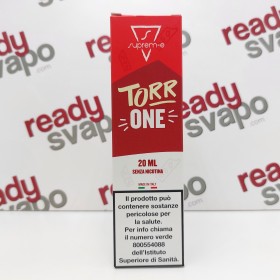 suprem-e
TORR
ONE
20 ML
SENZA NICOTINA
MADE IN ITALY
Il prodotto può
contenere sostanze
pericolose per
la salute.
Per info chiama
il numero verde
800554088
dell'Istituto
Superiore di Sanità.
ready
svapo
ready
svapo
ready
svapo
ready
svapo